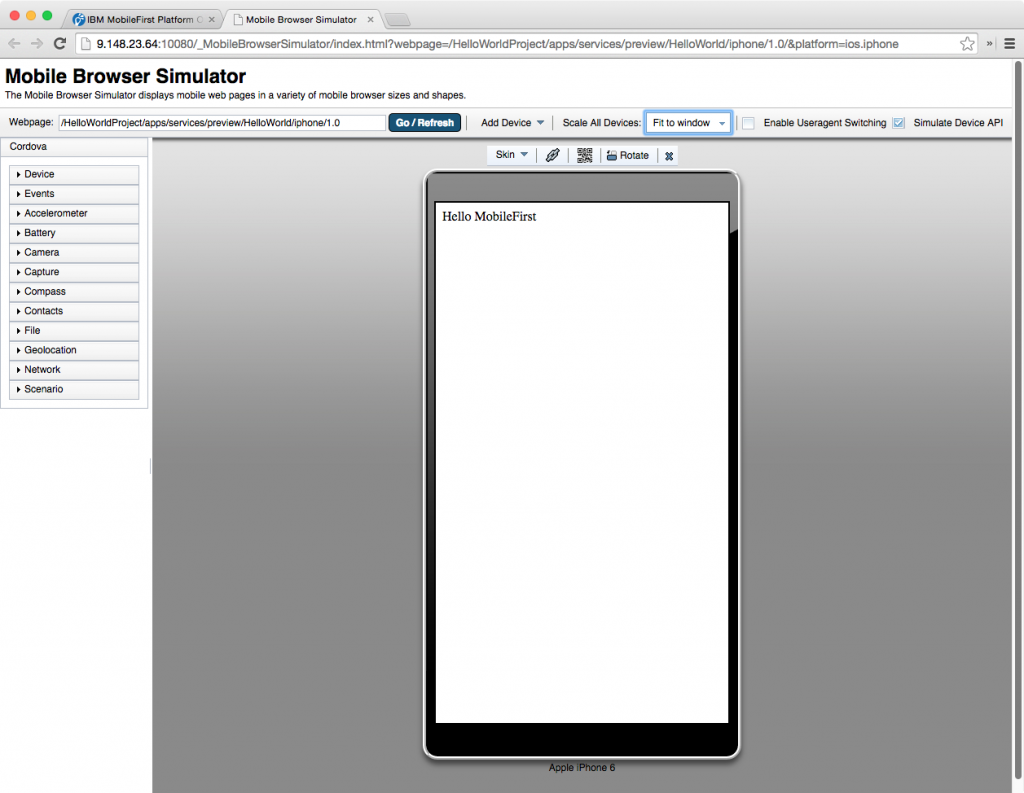 IBM MobileFirst Platform C
Mobile Browser Simulator
9.148.23.64:10080/_MobileBrowserSimulator/index.html?webpage=/HelloWorldProject/apps/services/preview/HelloWorld/iphone/1.0/&platform=ios.iphone
Mobile Browser Simulator
The Mobile Browser Simulator displays mobile web pages in a variety of mobile browser sizes and shapes.
Webpage: /HelloWorldProject/apps/services/preview/HelloWorld/iphone/1.0 Go / Refresh Add Device Scale All Devices: Fit to window Enable Useragent Switching Simulate Device API
Cordova
Skin Rotate
Device
Events
Accelerometer
Battery
Camera
Capture
Compass
Contacts
File
Geolocation
Network
Scenario
Hello MobileFirst
Apple iPhone 6